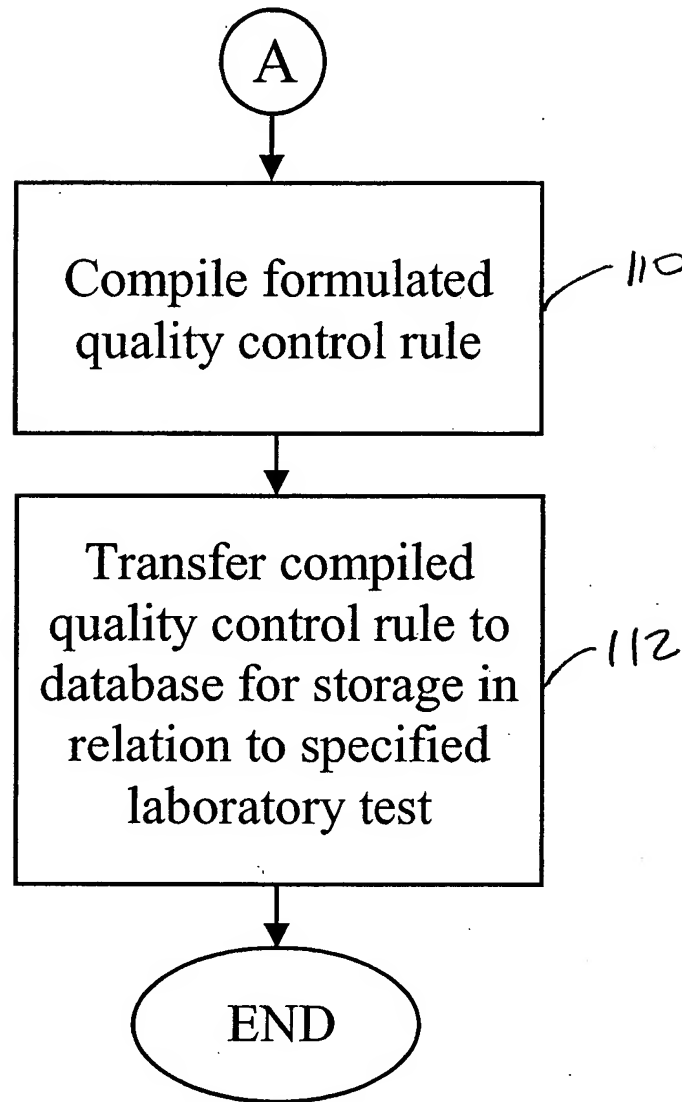 A
Compile formulated
quality control rule
110
Transfer compiled
quality control rule to
database for storage in
relation to specified
laboratory test
112
END